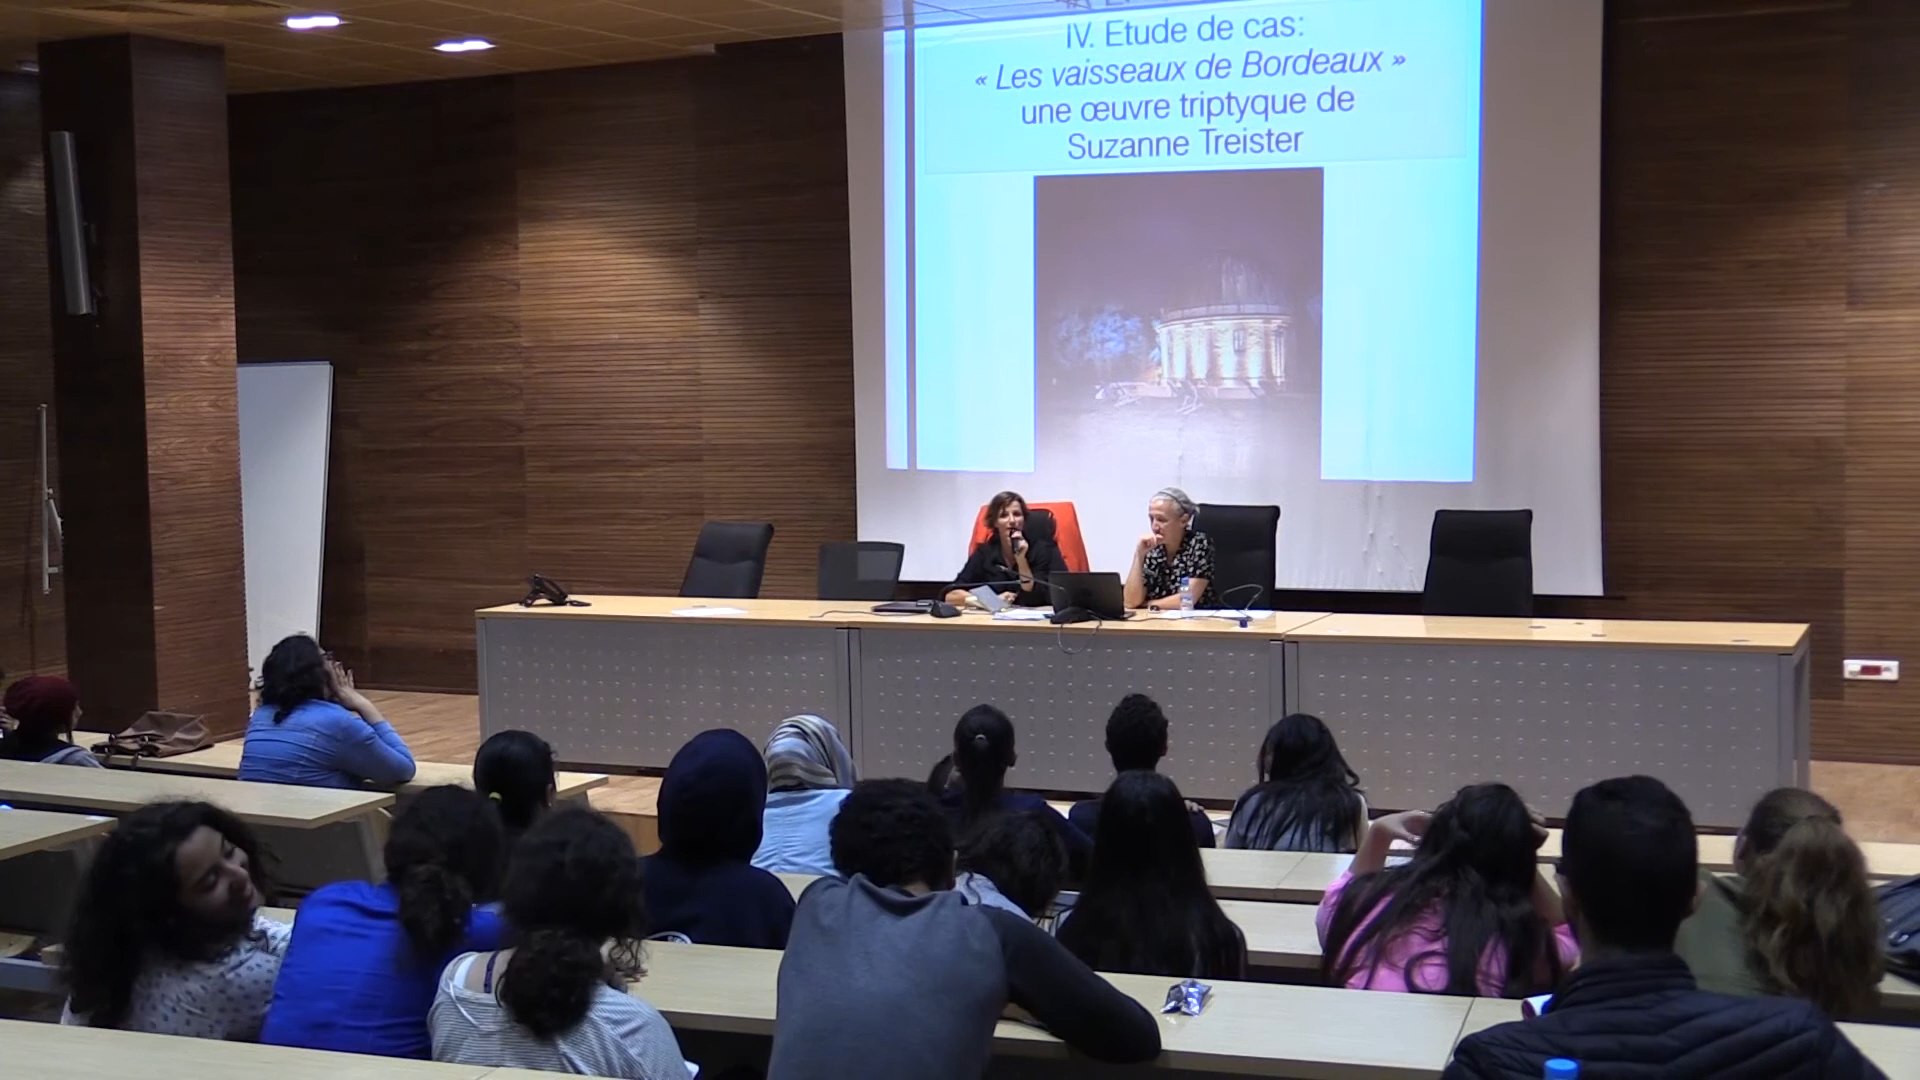 IV. Etude de cas:
« Les vaisseaux de Bordeaux »
une œuvre triptyque de
Suzanne Treister